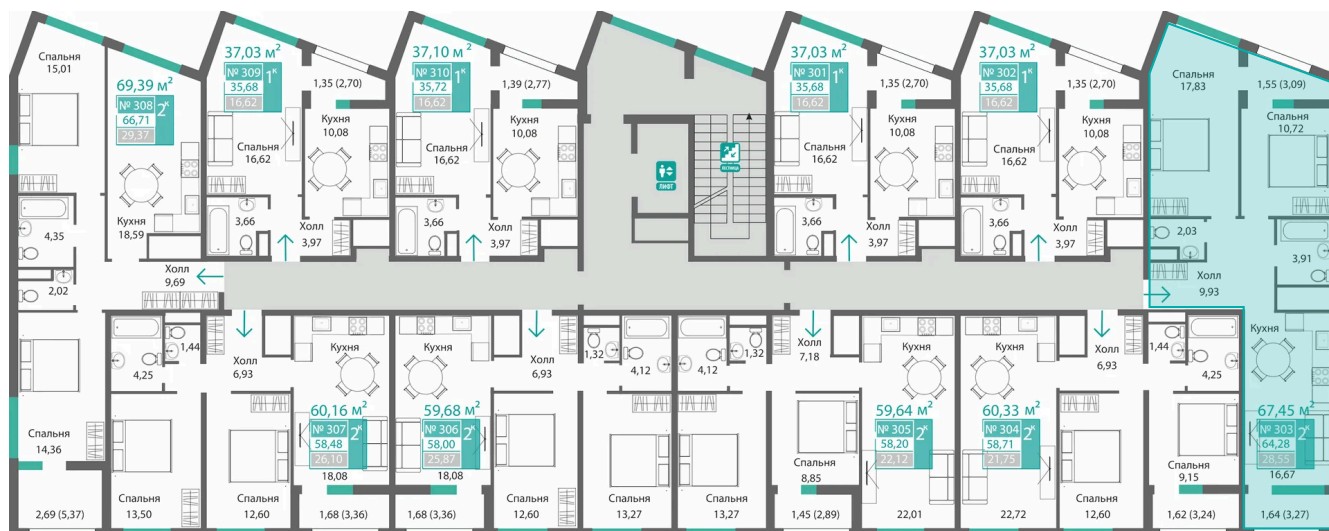 Спальня
15,01
69,39 м²
№ 308
66,71
29,37
2к
Кухня
18,59
4,35
2,02
Холл
9,69
Спальня
14,36
2,69 (5,37)
37,03 м²
№ 309
35,68
16,62
1к
1,35 (2,70)
Кухня
10,08
Спальня
16,62
3,66
Холл
3,97
37,10 м²
№ 310
35,72
16,62
1к
1,39 (2,77)
Кухня
10,08
Спальня
16,62
3,66
Холл
3,97
ЛИФТ
37,03 м²
№ 301
35,68
16,62
1к
1,35 (2,70)
Кухня
10,08
Спальня
16,62
3,66
Холл
3,97
37,03 м²
№ 302
35,68
16,62
1к
1,35 (2,70)
Кухня
10,08
Спальня
16,62
3,66
Холл
3,97
Спальня
17,83
1,55 (3,09)
Спальня
10,72
2,03
3,91
Холл
9,93
Кухня
67,45 м²
№ 303
64,28
28,55
2к
16,67
1,64 (3,27)
1,44
4,25
Холл
6,93
Кухня
60,16 м²
№ 307
58,48
26,10
2к
18,08
Спальня
13,50
Спальня
12,60
1,68 (3,36)
Кухня
59,68 м²
№ 306
58,00
25,87
2к
18,08
1,68 (3,36)
Холл
6,93
1,32
4,12
Спальня
12,60
Спальня
13,27
4,12
1,32
Холл
7,18
Спальня
13,27
Спальня
8,85
1,45 (2,89)
Кухня
59,64 м²
№ 305
58,20
22,12
2к
22,01
Кухня
60,33 м²
№ 304
58,71
21,75
2к
22,72
Холл
6,93
1,44
4,25
Спальня
12,60
Спальня
9,15
1,62 (3,24)